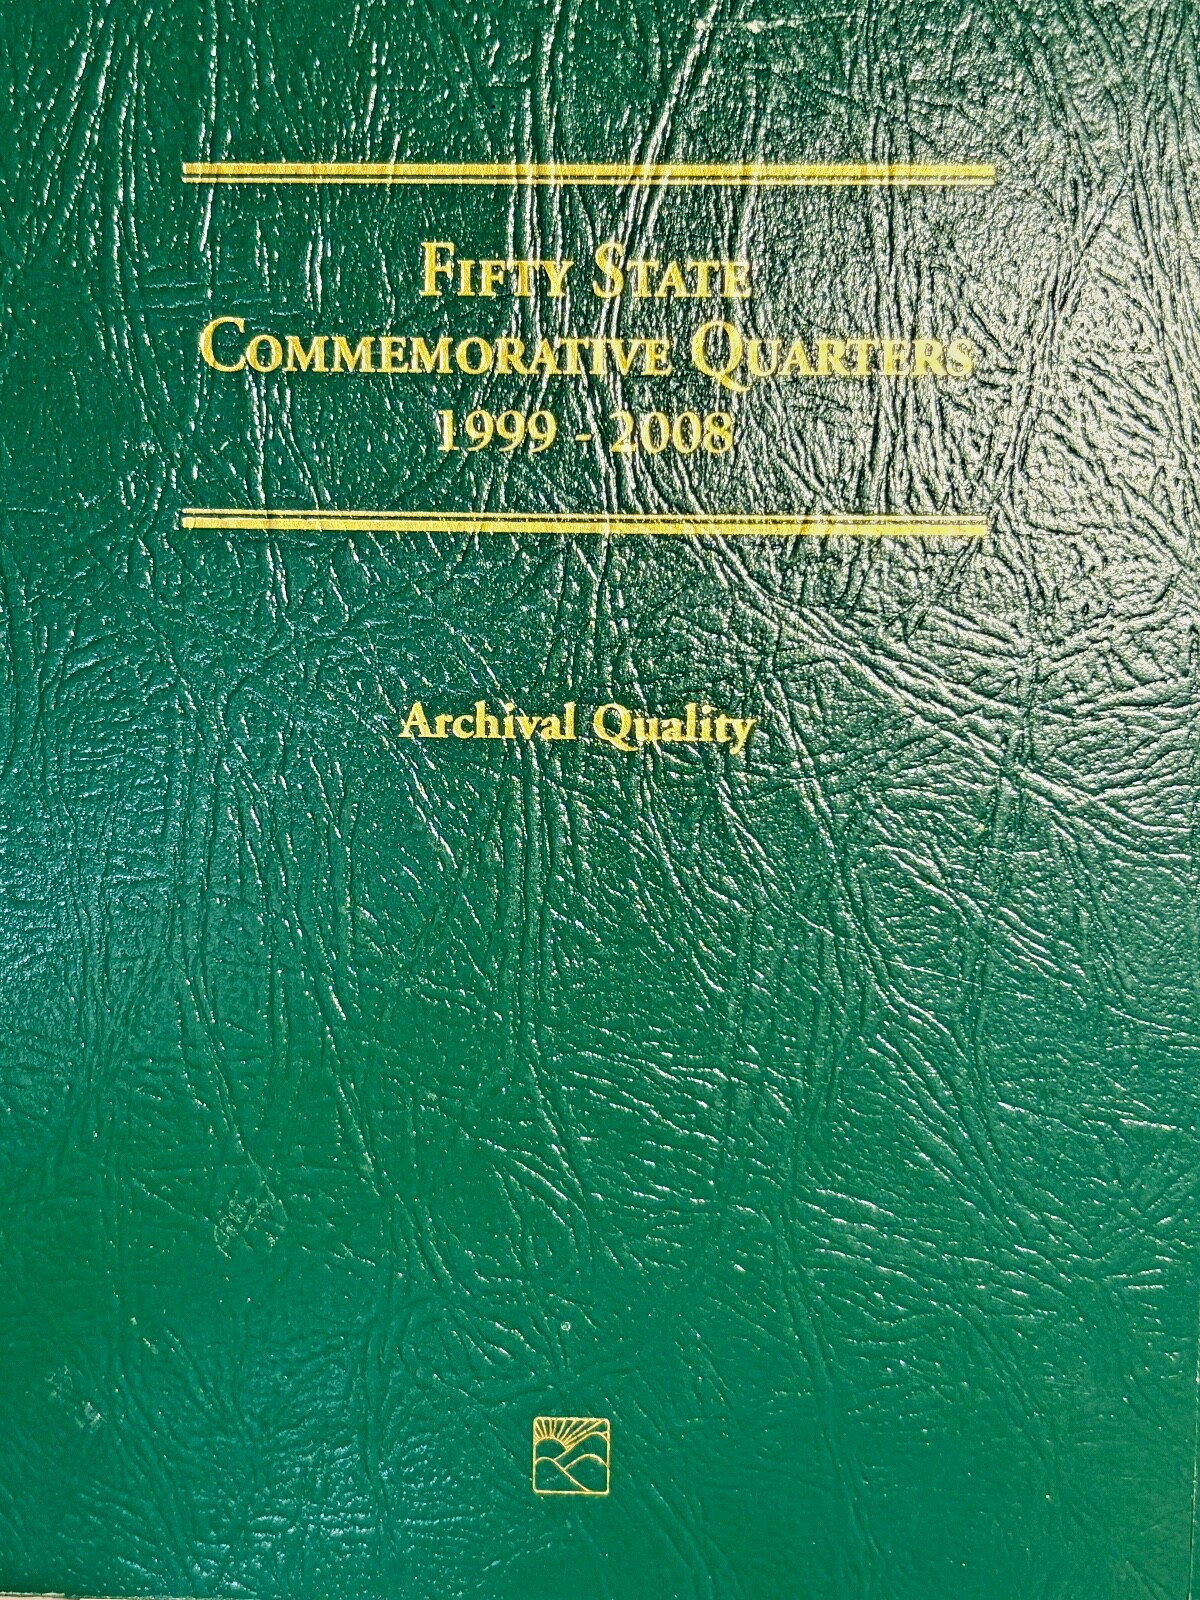 Fifty State
Commemorative Quarters
1999 - 2008
Archival Quality